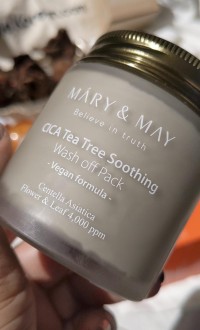 MÁRY & MAY
Believe in truth
CICA Tea Tree Soothing
Wash off Pack
- Vegan formula -
Centella Asiatica
Flower & Leaf 4,000 ppm